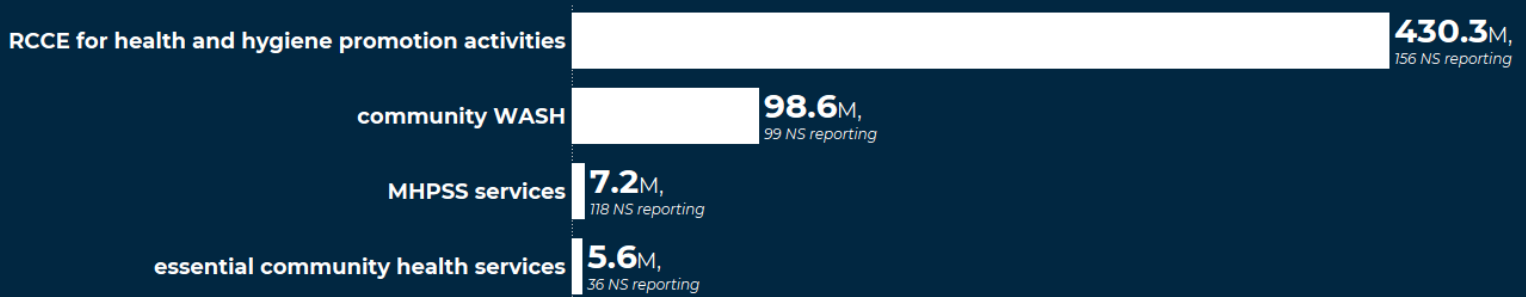 RCCE for health and hygiene promotion activities
430.3M,
156 NS reporting
community WASH
98.6M,
99 NS reporting
MHPSS services
7.2M,
118 NS reporting
essential community health services
5.6M,
36 NS reporting